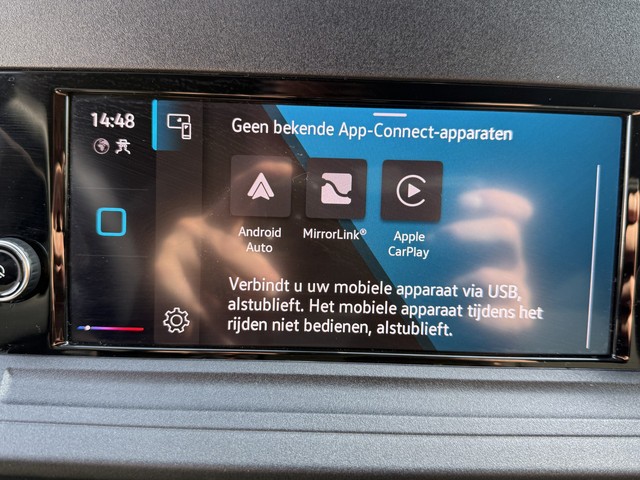 14:48
Geen bekende App-Connect-apparaten
Android
Auto
MirrorLink®
Apple
CarPlay
Verbindt u uw mobiele apparaat via USB,
alstublieft. Het mobiele apparaat tijdens het
rijden niet bedienen, alstublieft.